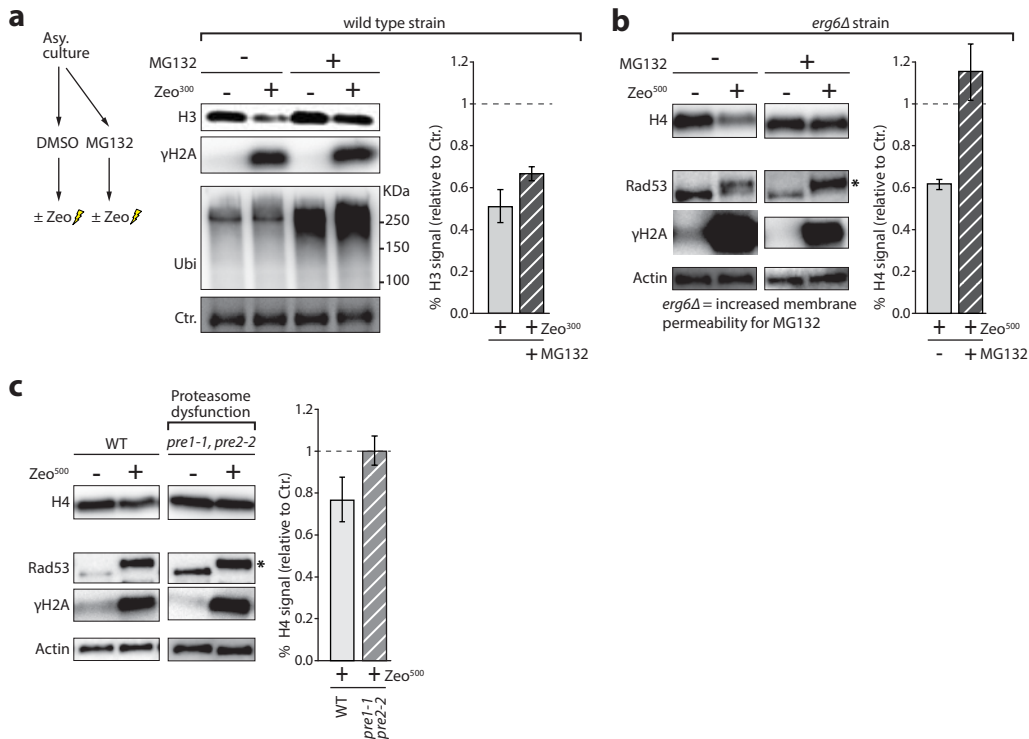 a
wild type strain
Asy.
culture
DMSO MG132
± Zeo ± Zeo
MG132 - +
Zeo³⁰⁰ - + - +
H3
γH2A
KDa
250
150
100
Ubi
Ctr.
% H3 signal (relative to Ctr.)
1.2
1
0.8
0.6
0.4
0.2
0.0
+ + Zeo³⁰⁰
+ MG132
b
erg6Δ strain
MG132 - +
Zeo⁵⁰⁰ - + - +
H4
Rad53 *
γH2A
Actin
erg6Δ = increased membrane
permeability for MG132
% H4 signal (relative to Ctr.)
1.2
1
0.8
0.6
0.4
0.2
0.0
+ + Zeo⁵⁰⁰
- + MG132
c
Proteasome
dysfunction
WT pre1-1, pre2-2
Zeo⁵⁰⁰ - + - +
H4
Rad53 *
γH2A
Actin
% H4 signal (relative to Ctr.)
1.2
1.0
0.8
0.6
0.4
0.2
0.0
+ + Zeo⁵⁰⁰
WT
pre1-1
pre2-2